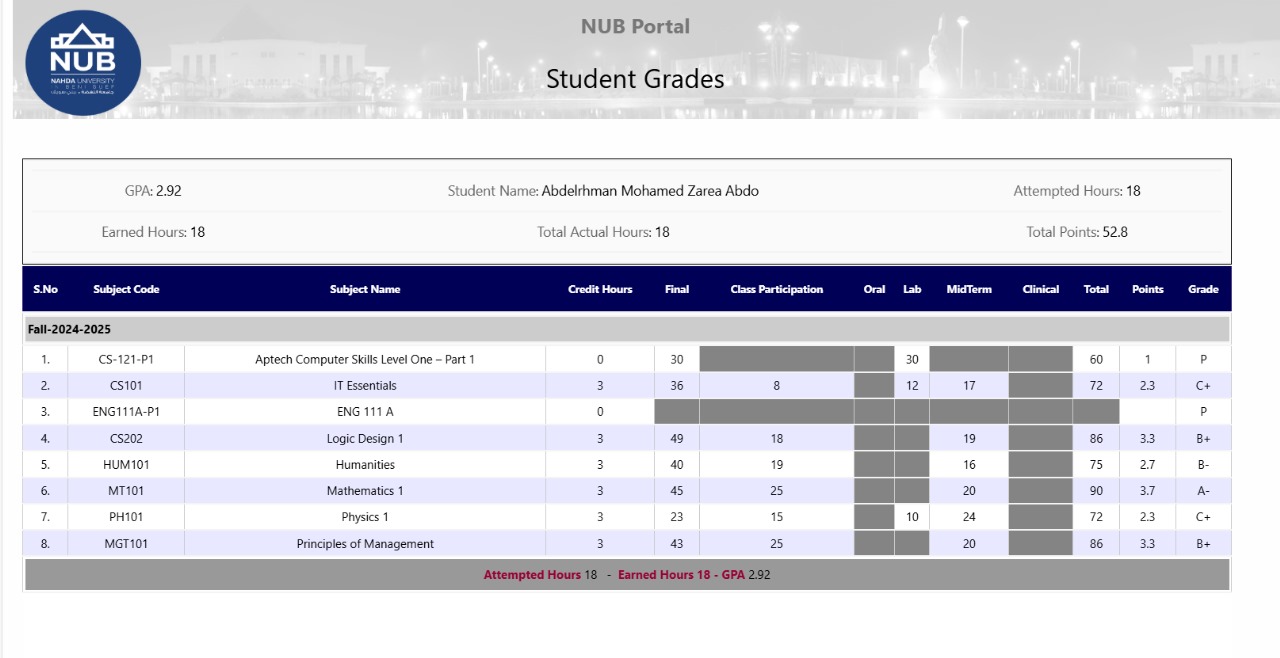 NUB Portal
Student Grades
NUB
NAHDA UNIVERSITY
IN BENI SUEF
GPA: 2.92 Student Name: Abdelrhman Mohamed Zarea Abdo Attempted Hours: 18
Earned Hours: 18 Total Actual Hours: 18 Total Points: 52.8
S.No Subject Code Subject Name Credit Hours Final Class Participation Oral Lab MidTerm Clinical Total Points Grade
Fall-2024-2025
1. CS-121-P1 Aptech Computer Skills Level One – Part 1 0 30 30 60 1 P
2. CS101 IT Essentials 3 36 8 12 17 72 2.3 C+
3. ENG111A-P1 ENG 111 A 0 P
4. CS202 Logic Design 1 3 49 18 19 86 3.3 B+
5. HUM101 Humanities 3 40 19 16 75 2.7 B-
6. MT101 Mathematics 1 3 45 25 20 90 3.7 A-
7. PH101 Physics 1 3 23 15 10 24 72 2.3 C+
8. MGT101 Principles of Management 3 43 25 20 86 3.3 B+
Attempted Hours 18 - Earned Hours 18 - GPA 2.92